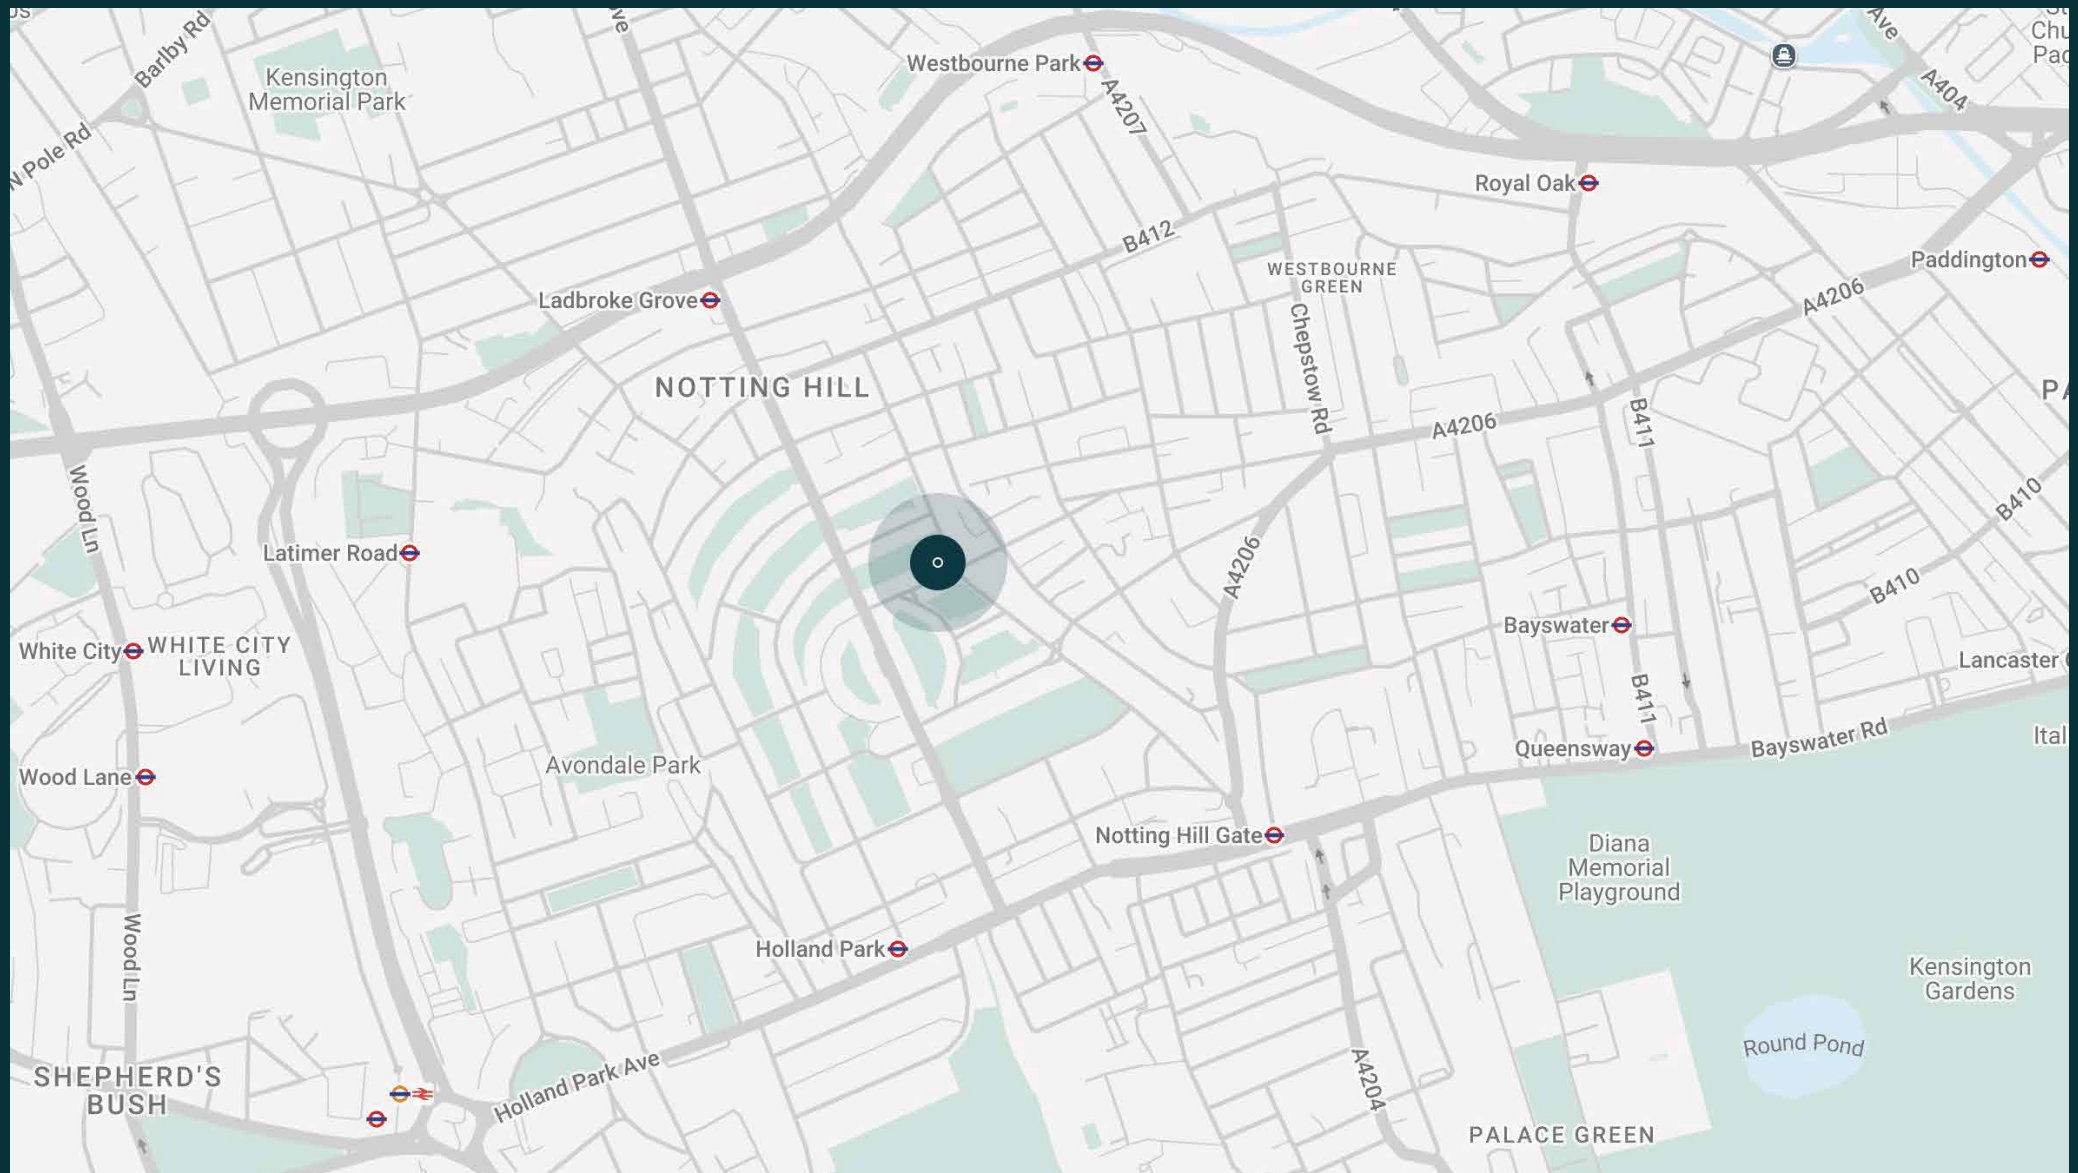 Barlby Rd
Kensington
Memorial Park
N Pole Rd
Westbourne Park
A4207
Ave
A404
Royal Oak
B412
Paddington
WESTBOURNE
GREEN
A4206
Ladbroke Grove
Chepstow Rd
NOTTING HILL
A4206
B411
Wood Ln
B410
Latimer Road
A4206
B410
Bayswater
White City
WHITE CITY
LIVING
Lancaster
B411
Bayswater Rd
Queensway
Avondale Park
Wood Lane
Notting Hill Gate
Diana
Memorial
Playground
Holland Park
Wood Ln
Kensington
Gardens
Round Pond
Holland Park Ave
SHEPHERD'S
BUSH
A4204
PALACE GREEN